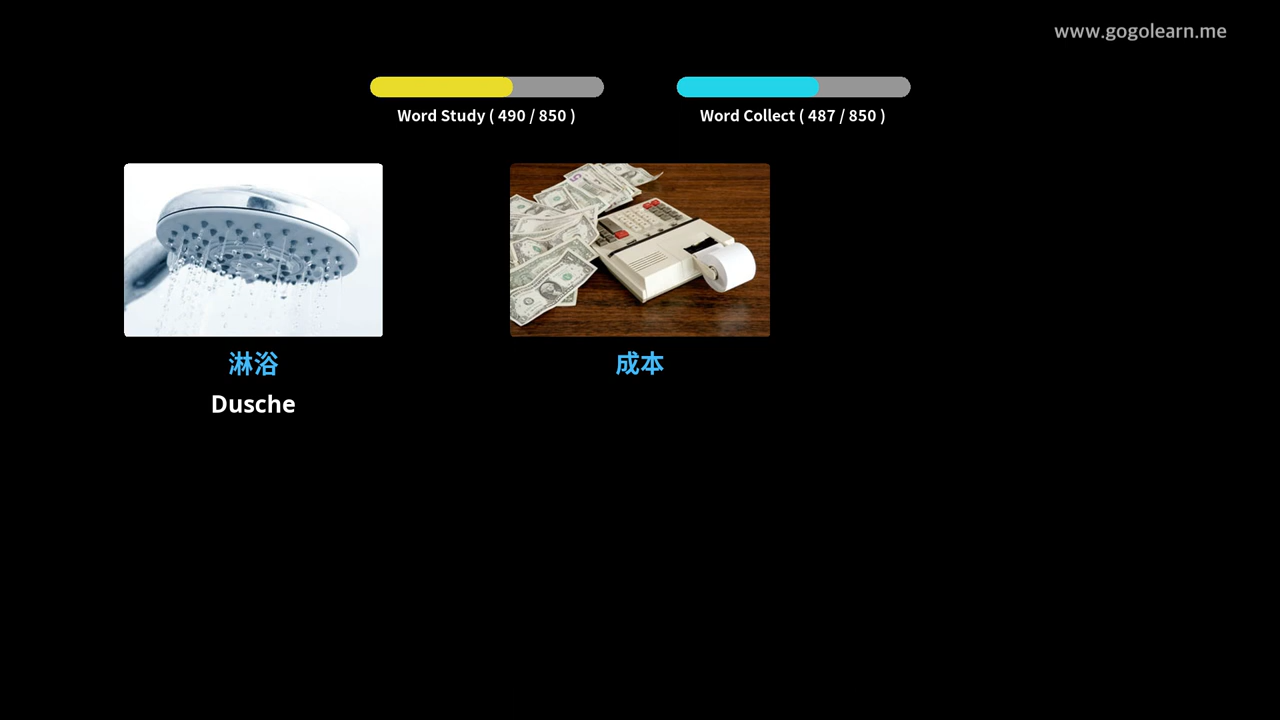 www.gogolearn.me
Word Study ( 490 / 850 )
Word Collect ( 487 / 850 )
淋浴
成本
Dusche